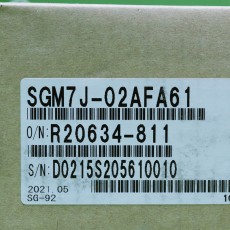 SGM7J-02AFA61
O/N: R20634-811
S/N: D0215S205610010
2021.05
SG-92